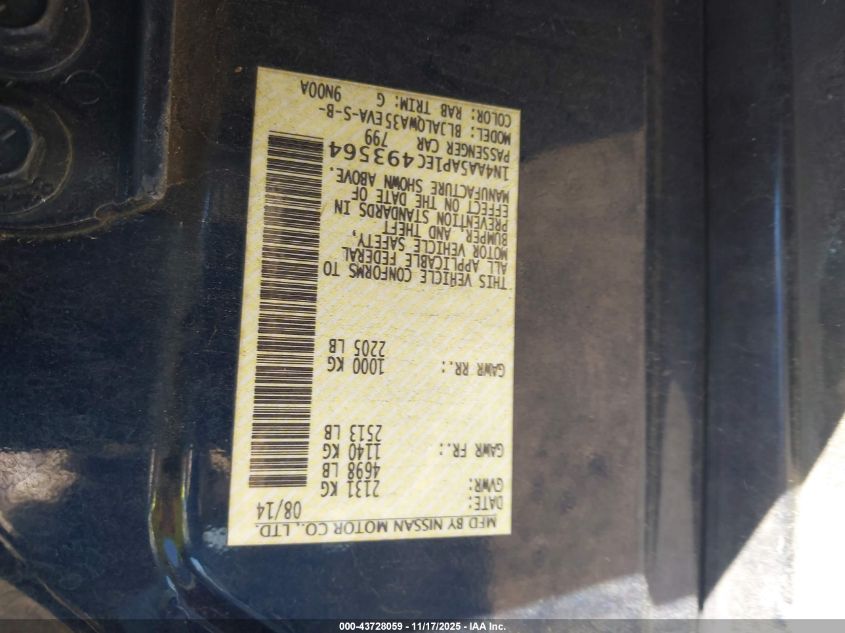 MFD BY NISSAN MOTOR CO., LTD.
DATE: 08/14
GVWR: 2131 KG
4698 LB
GAWR FR.: 1140 KG
2513 LB
GAWR RR.: 1000 KG
2205 LB
THIS VEHICLE CONFORMS TO
ALL APPLICABLE FEDERAL
MOTOR VEHICLE SAFETY,
BUMPER, AND THEFT
PREVENTION STANDARDS IN
EFFECT ON THE DATE OF
MANUFACTURE SHOWN ABOVE.
1N4AA5AP1EC493564
PASSENGER CAR 799
MODEL: BLJALQWA35EVA-S-B-
COLOR: RAB TRIM: G 9N00A
000-43728059 - 11/17/2025 - IAA Inc.